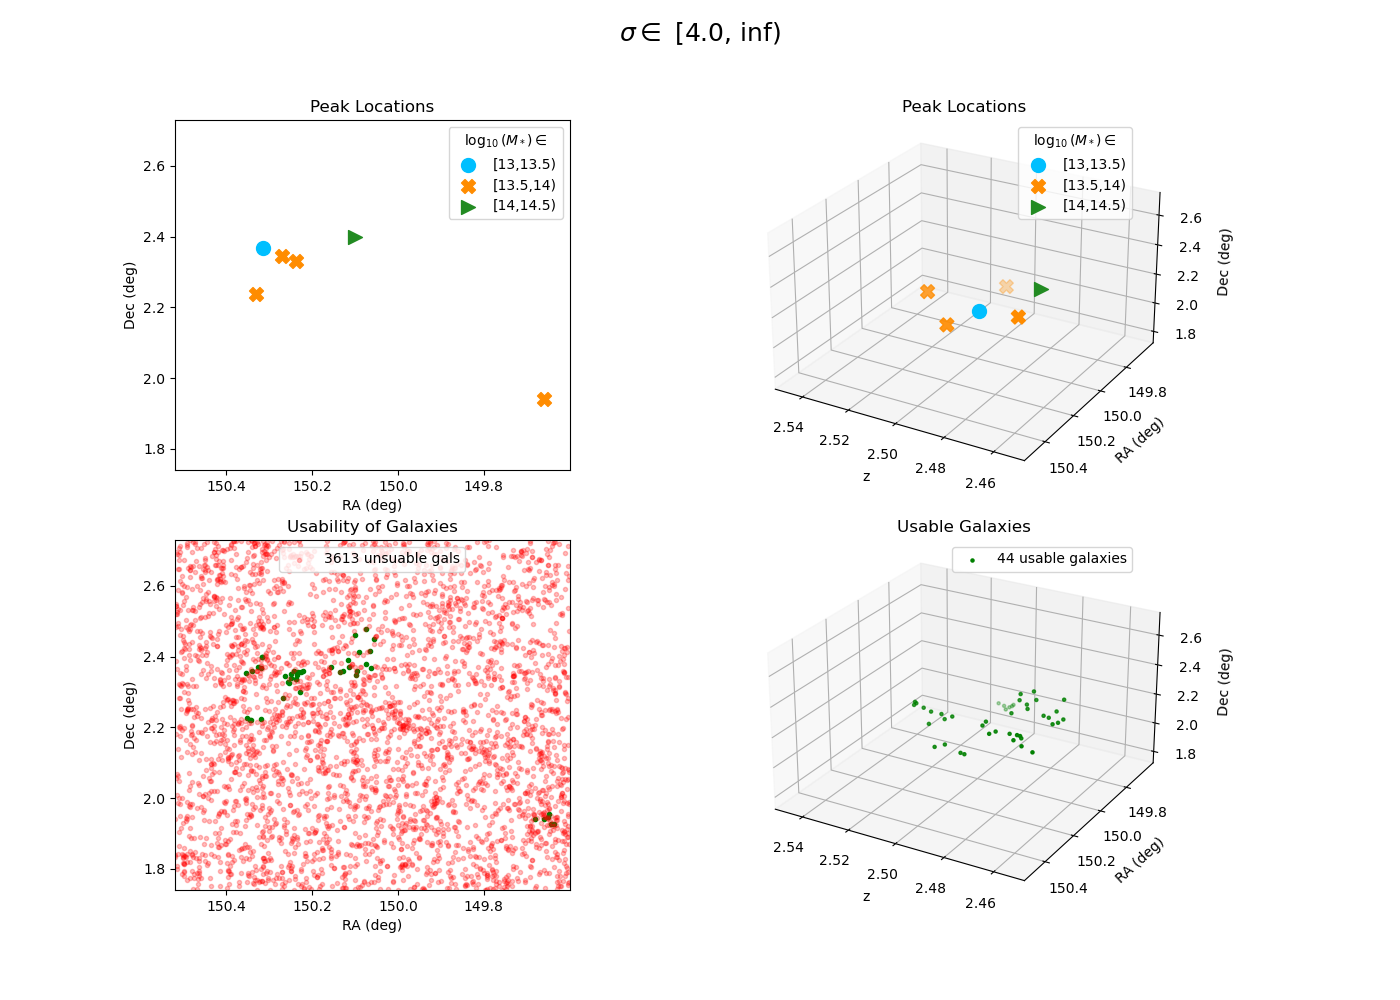 σ ∈ [4.0, inf)
Peak Locations
log₁₀(M*) ∈
[13,13.5)
[13.5,14)
[14,14.5)
2.6
2.4
2.2
2.0
1.8
Dec (deg)
150.4 150.2 150.0 149.8
RA (deg)
Peak Locations
log₁₀(M*) ∈
[13,13.5)
[13.5,14)
[14,14.5)
2.6
2.4
2.2
2.0
1.8
Dec (deg)
149.8
150.0
150.2
150.4
RA (deg)
2.54
2.52
2.50
2.48
2.46
z
Usability of Galaxies
3613 unsuable gals
2.6
2.4
2.2
2.0
1.8
Dec (deg)
150.4 150.2 150.0 149.8
RA (deg)
Usable Galaxies
44 usable galaxies
2.6
2.4
2.2
2.0
1.8
Dec (deg)
149.8
150.0
150.2
150.4
RA (deg)
2.54
2.52
2.50
2.48
2.46
z